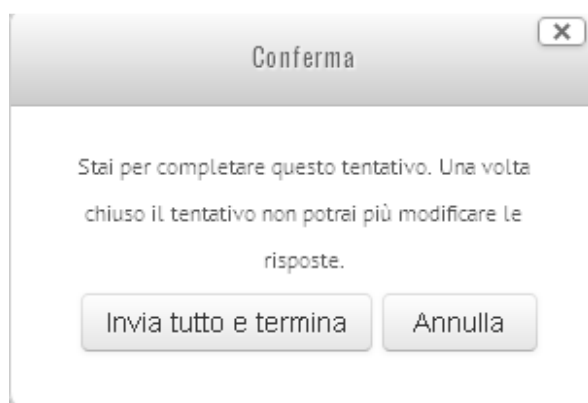 Conferma
Stai per completare questo tentativo. Una volta
chiuso il tentativo non potrai più modificare le
risposte.
Invia tutto e termina Annulla